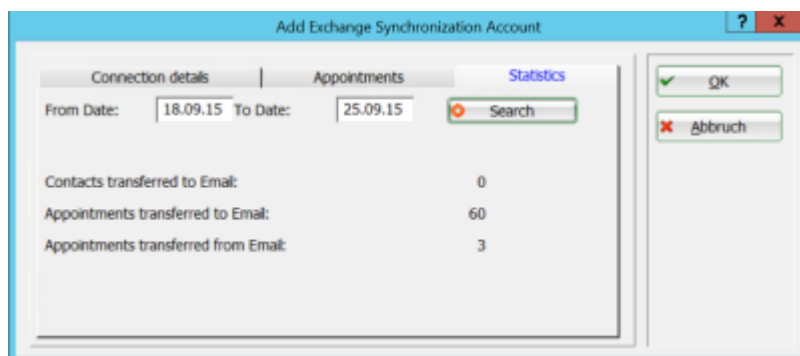 Add Exchange Synchronization Account
? x
Connection details | Appointments Statistics
From Date: 18.09.15 To Date: 25.09.15 Search
OK
Abbruch
Contacts transferred to Email: 0
Appointments transferred to Email: 60
Appointments transferred from Email: 3